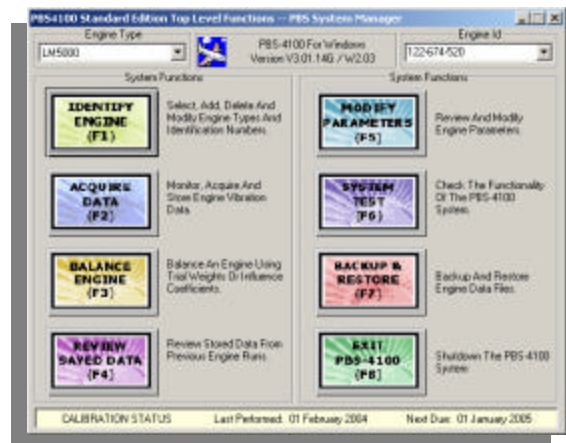 PBS4100 Standard Edition Top Level Functions -- PBS System Manager
Engine Type
LM5000
PBS-4100 For Windows
Version V3.01.14G / W2.03
Engine Id
122-674-520
System Functions
System Functions
IDENTIFY
ENGINE
(F1)
Select, Add, Delete And
Modify Engine Types And
Identification Numbers.
MODIFY
PARAMETERS
(F5)
Review And Modify
Engine Parameters.
ACQUIRE
DATA
(F2)
Monitor, Acquire And
Store Engine Vibration
Data.
SYSTEM
TEST
(F6)
Check The Functionality
Of The PBS-4100
System.
BALANCE
ENGINE
(F3)
Balance An Engine Using
Trial Weights Or Influence
Coefficients.
BACKUP &
RESTORE
(F7)
Backup And Restore
Engine Data Files.
REVIEW
SAVED DATA
(F4)
Review Stored Data From
Previous Engine Runs.
EXIT
PBS-4100
(F8)
Shutdown The PBS-4100
System.
CALIBRATION STATUS Last Performed: 01 February 2004 Next Due: 01 January 2005